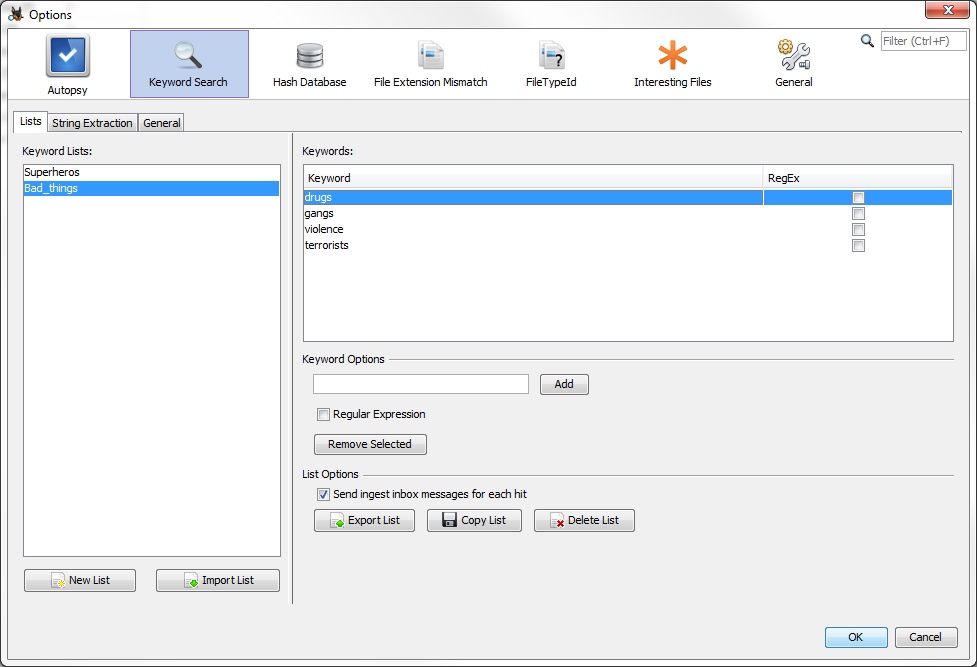 Options
Autopsy
Keyword Search
Hash Database
File Extension Mismatch
FileTypeId
Interesting Files
General
Filter (Ctrl+F)
Lists
String Extraction
General
Keyword Lists:
Superheros
Bad_things
New List
Import List
Keywords:
Keyword RegEx
drugs
gangs
violence
terrorists
Keyword Options
Add
Regular Expression
Remove Selected
List Options
Send ingest inbox messages for each hit
Export List
Copy List
Delete List
OK
Cancel